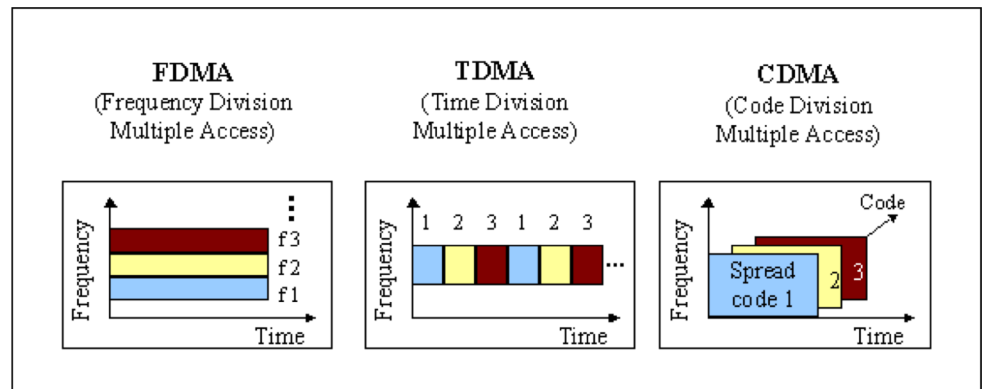 FDMA
(Frequency Division
Multiple Access)
TDMA
(Time Division
Multiple Access)
CDMA
(Code Division
Multiple Access)
Frequency
f3
f2
f1
Time
Frequency
1 2 3 1 2 3
...
Time
Frequency
Code
3
2
Spread
code 1
Time